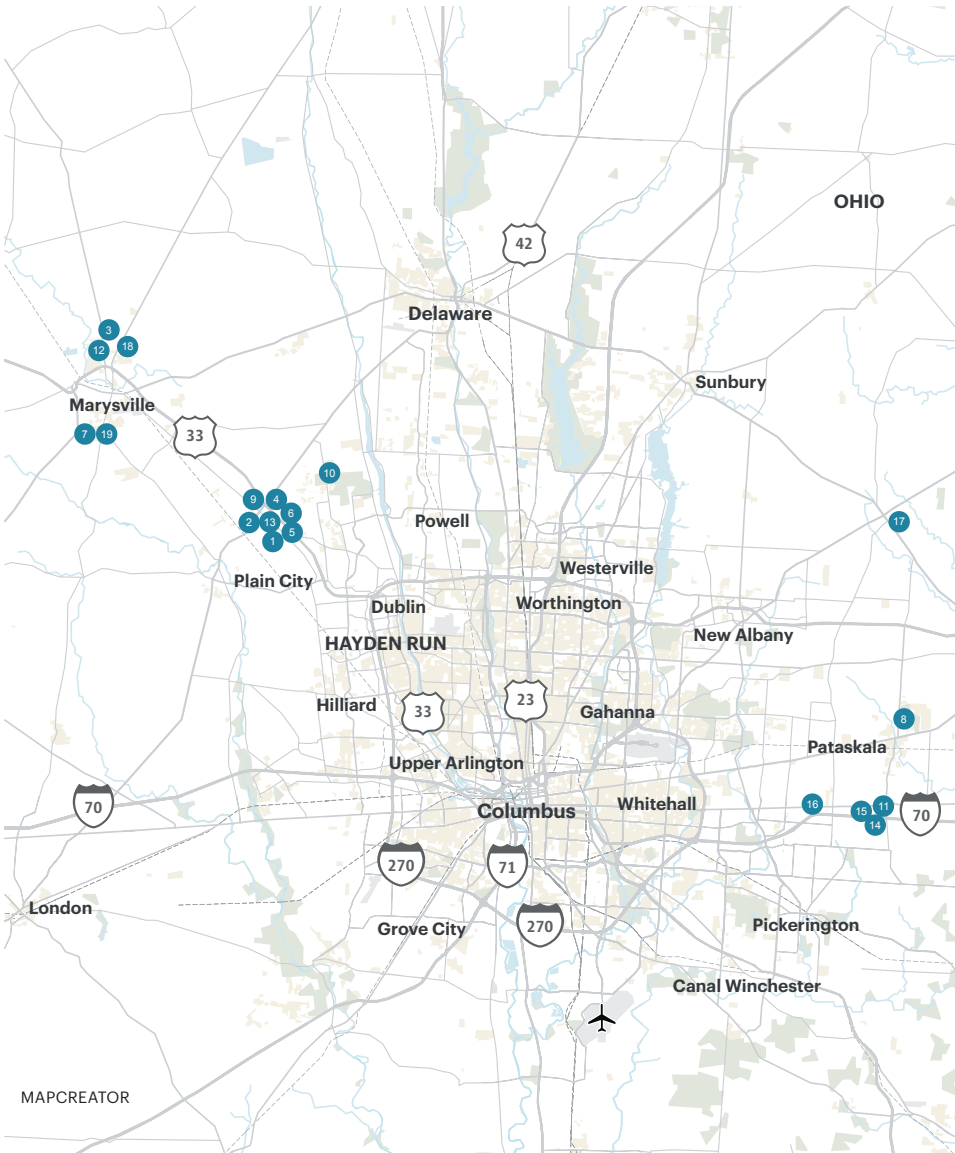 OHIO
42
Delaware
3
18
12
Sunbury
Marysville
7
19
33
10
9
4
6
2
13
5
1
Powell
17
Westerville
Plain City
Dublin
Worthington
HAYDEN RUN
New Albany
Hilliard
33
23
Gahanna
8
Pataskala
Upper Arlington
70
Columbus
Whitehall
16
15
11
14
70
270
71
London
Grove City
270
Pickerington
Canal Winchester
MAPCREATOR